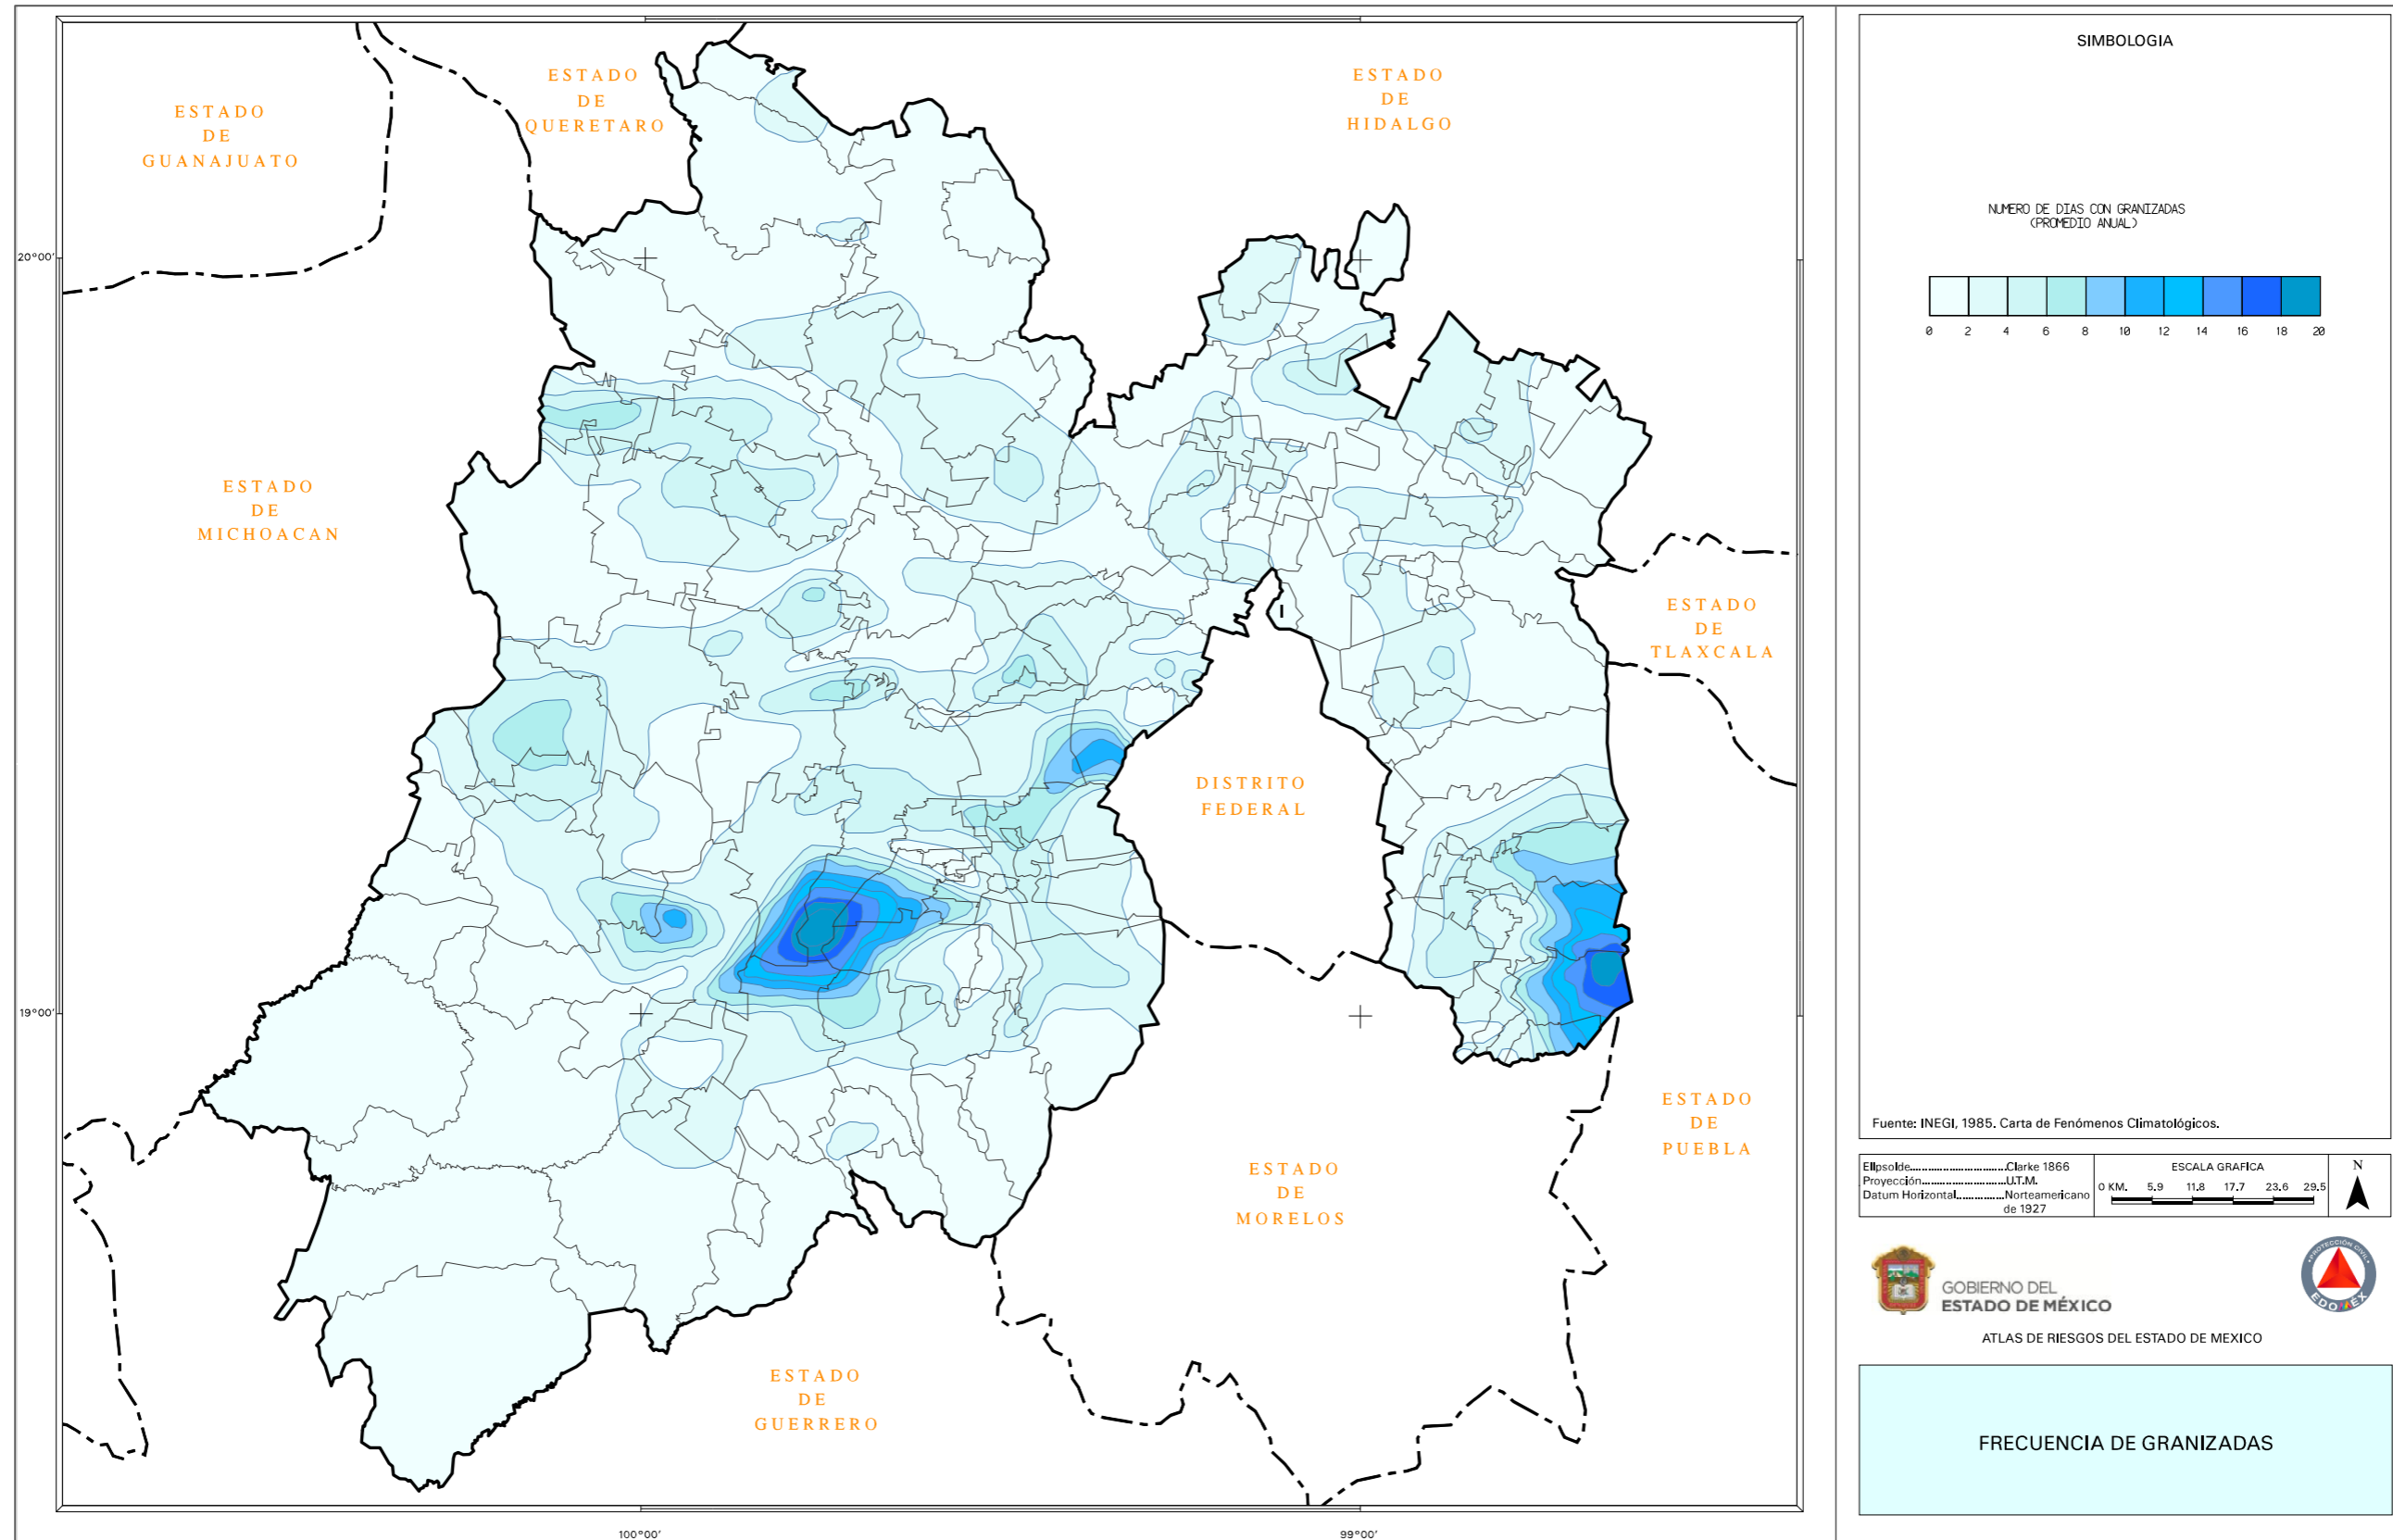 ESTADO
DE
GUANAJUATO
ESTADO
DE
QUERETARO
ESTADO
DE
HIDALGO
ESTADO
DE
MICHOACAN
ESTADO
DE
TLAXCALA
DISTRITO
FEDERAL
ESTADO
DE
PUEBLA
ESTADO
DE
MORELOS
ESTADO
DE
GUERRERO
20°00'
19°00'
100°00'
99°00'
SIMBOLOGIA
NUMERO DE DIAS CON GRANIZADAS
(PROMEDIO ANUAL)
0 2 4 6 8 10 12 14 16 18 20
Fuente: INEGI, 1985. Carta de Fenómenos Climatológicos.
Elipsoide..............................Clarke 1866
Proyección..........................U.T.M.
Datum Horizontal...............Norteamericano
de 1927
ESCALA GRAFICA
0 KM. 5.9 11.8 17.7 23.6 29.5
N
GOBIERNO DEL
ESTADO DE MÉXICO
PROTECCIÓN CIVIL
EDOMÉX
ATLAS DE RIESGOS DEL ESTADO DE MEXICO
FRECUENCIA DE GRANIZADAS